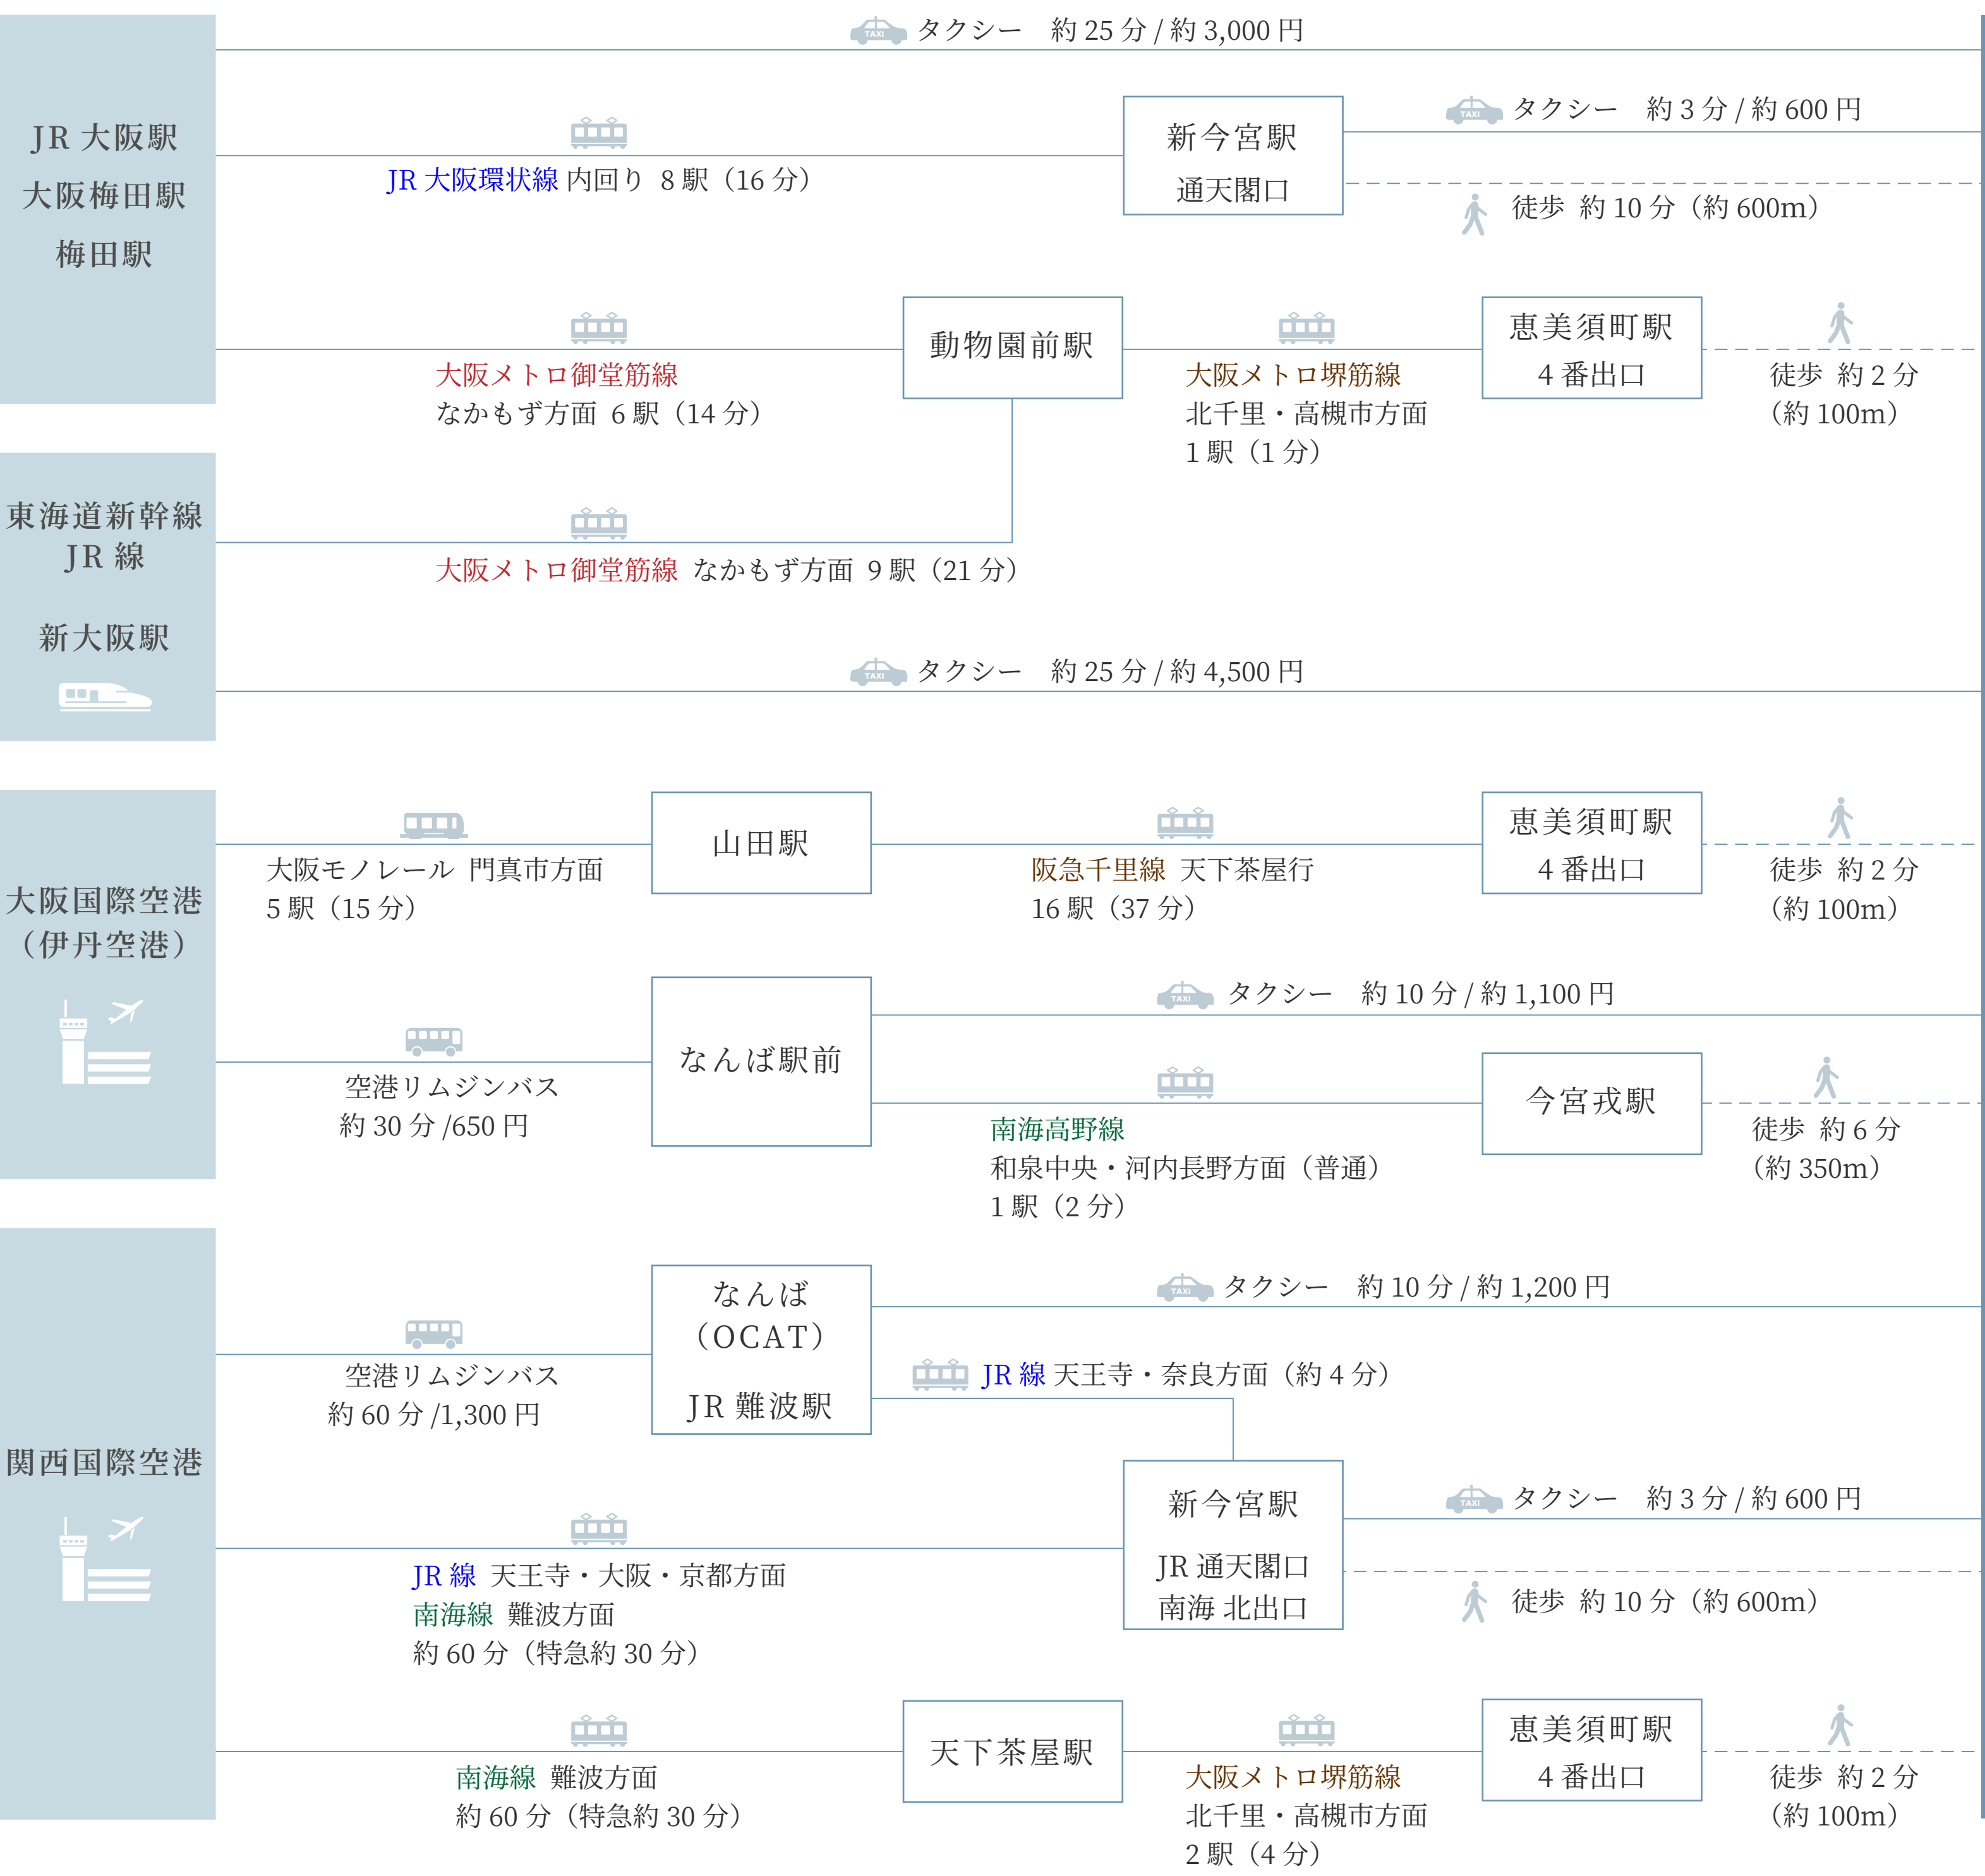 JR 大阪駅
大阪梅田駅
梅田駅
TAXI タクシー 約 25 分 / 約 3,000 円
JR 大阪環状線 内回り 8 駅（16 分）
新今宮駅
通天閣口
TAXI タクシー 約 3 分 / 約 600 円
徒歩 約 10 分（約 600m）
大阪メトロ御堂筋線
なかもず方面 6 駅（14 分）
動物園前駅
大阪メトロ堺筋線
北千里・高槻市方面
1 駅（1 分）
恵美須町駅
4 番出口
徒歩 約 2 分
（約 100m）
東海道新幹線
JR 線
新大阪駅
大阪メトロ御堂筋線 なかもず方面 9 駅（21 分）
TAXI タクシー 約 25 分 / 約 4,500 円
大阪国際空港
（伊丹空港）
大阪モノレール 門真市方面
5 駅（15 分）
山田駅
阪急千里線 天下茶屋行
16 駅（37 分）
恵美須町駅
4 番出口
徒歩 約 2 分
（約 100m）
空港リムジンバス
約 30 分 /650 円
なんば駅前
TAXI タクシー 約 10 分 / 約 1,100 円
南海高野線
和泉中央・河内長野方面（普通）
1 駅（2 分）
今宮戎駅
徒歩 約 6 分
（約 350m）
関西国際空港
空港リムジンバス
約 60 分 /1,300 円
なんば
（OCAT）
JR 難波駅
TAXI タクシー 約 10 分 / 約 1,200 円
JR 線 天王寺・奈良方面（約 4 分）
JR 線 天王寺・大阪・京都方面
南海線 難波方面
約 60 分（特急約 30 分）
新今宮駅
JR 通天閣口
南海 北出口
TAXI タクシー 約 3 分 / 約 600 円
徒歩 約 10 分（約 600m）
南海線 難波方面
約 60 分（特急約 30 分）
天下茶屋駅
大阪メトロ堺筋線
北千里・高槻市方面
2 駅（4 分）
恵美須町駅
4 番出口
徒歩 約 2 分
（約 100m）